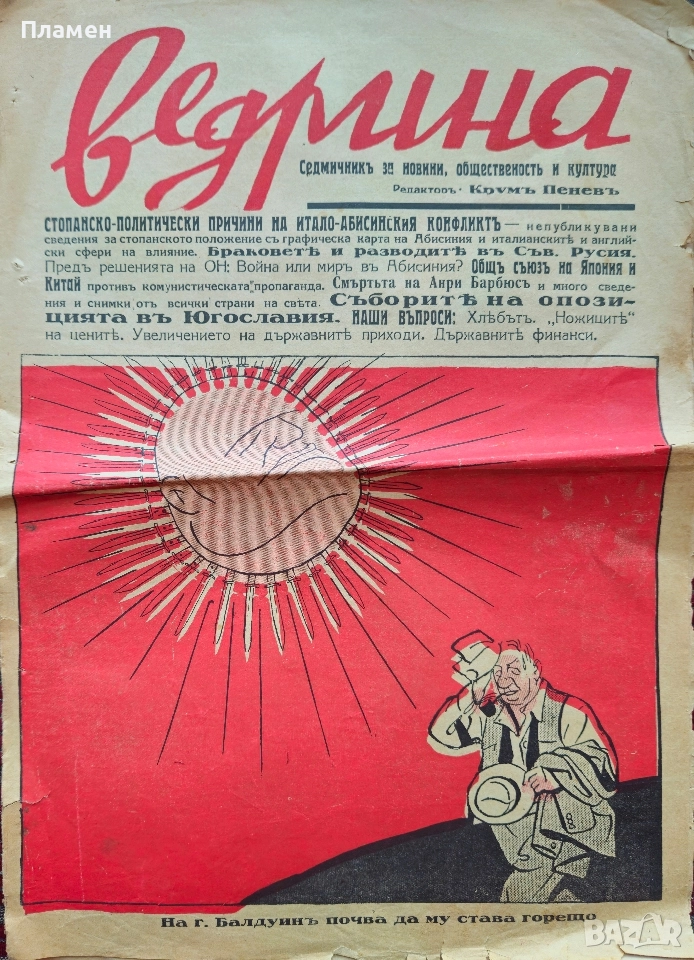 Пламен
ведрина
Седмичникъ за новини, общественость и култура
Редакторъ· Крумъ Пеневъ
СТОПАНСКО-ПОЛИТИЧЕСКИ ПРИЧИНИ НА ИТАЛО-АБИСИНСКИЯ КОНФЛИКТЪ — непубликувани
сведения за стопанското положение съ графическа карта на Абисиния и италианскитѣ и английски
сфери на влияние. Браковетѣ и разводитѣ въ Съв. Русия.
Предъ решенията на ОН: Война или миръ въ Абисиния? Общъ съюзъ на Япония и
Китай противъ комунистическата пропаганда. Смъртьта на Анри Барбюсъ и много сведе-
ния и снимки отъ всички страни на света. Съборитѣ на опози-
цията въ Югославия. НАШИ ВЪПРОСИ: Хлѣбътъ. „Ножицитѣ"
на ценитѣ. Увеличението на държавнитѣ приходи. Държавнитѣ финанси.
На г. Балдуинъ почва да му става горещо
BAZAR